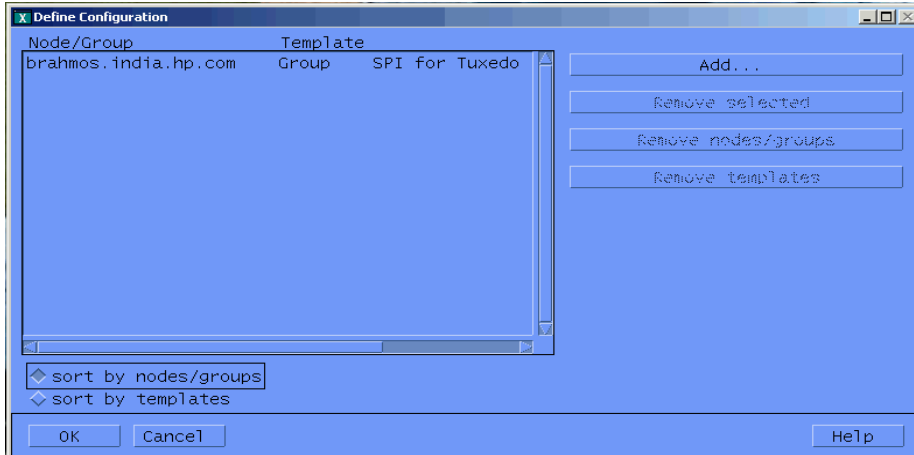 X Define Configuration
Node/Group Template
brahmos.india.hp.com Group SPI for Tuxedo
Add...
Remove selected
Remove nodes/groups
Remove templates
sort by nodes/groups
sort by templates
OK Cancel Help